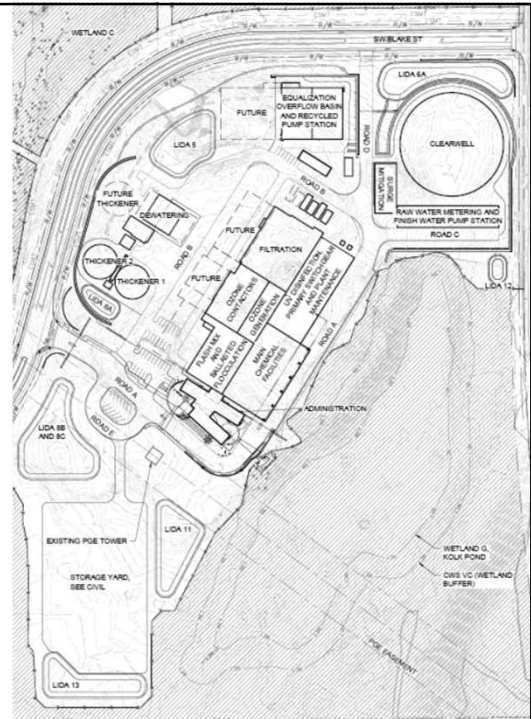 WETLAND C
SW BLAKE ST
LIDA 6A
EQUALIZATION
OVERFLOW BASIN
AND RECYCLED
PUMP STATION
FUTURE
LIDA 5
ROAD D
CLEARWELL
SURGE
MITIGATION
RAW WATER METERING AND
FINISH WATER PUMP STATION
ROAD C
LIDA 12
ROAD B
FUTURE
THICKENER
DEWATERING
THICKENER 2
THICKENER 1
LIDA 8A
ROAD B
FUTURE
FUTURE
FILTRATION
OZONE
CONTACTORS
OZONE
GENERATION
UV DISINFECTION
PRIMARY SWITCHGEAR
AND PLANT
MAINTENANCE
FLASH MIX
AND
BALLASTED
FLOCCULATION
MAIN
CHEMICAL
FACILITIES
ROAD A
ADMINISTRATION
ROAD A
ROAD E
LIDA 8B
AND 8C
EXISTING PGE TOWER
LIDA 11
STORAGE YARD,
SEE CIVIL
LIDA 13
WETLAND G,
KOLK POND
CWS VC (WETLAND
BUFFER)
PGE EASEMENT